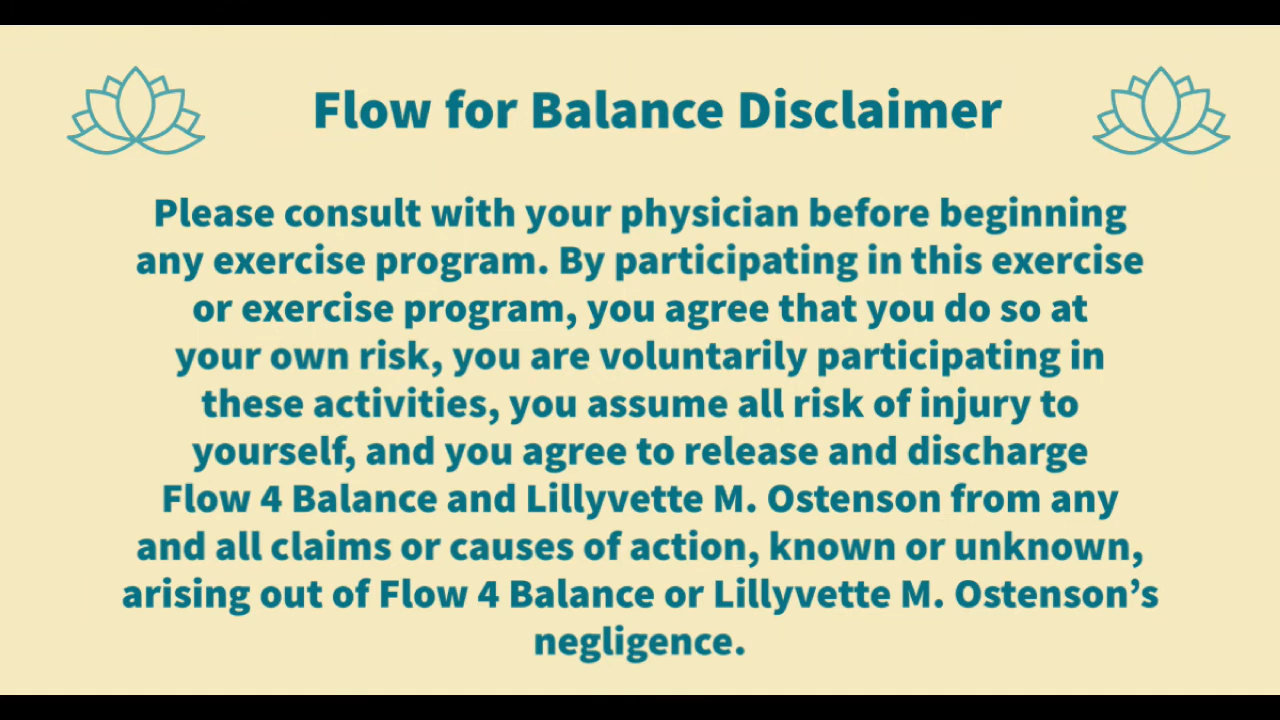 Flow for Balance Disclaimer
Please consult with your physician before beginning
any exercise program. By participating in this exercise
or exercise program, you agree that you do so at
your own risk, you are voluntarily participating in
these activities, you assume all risk of injury to
yourself, and you agree to release and discharge
Flow 4 Balance and Lillyvette M. Ostenson from any
and all claims or causes of action, known or unknown,
arising out of Flow 4 Balance or Lillyvette M. Ostenson’s
negligence.